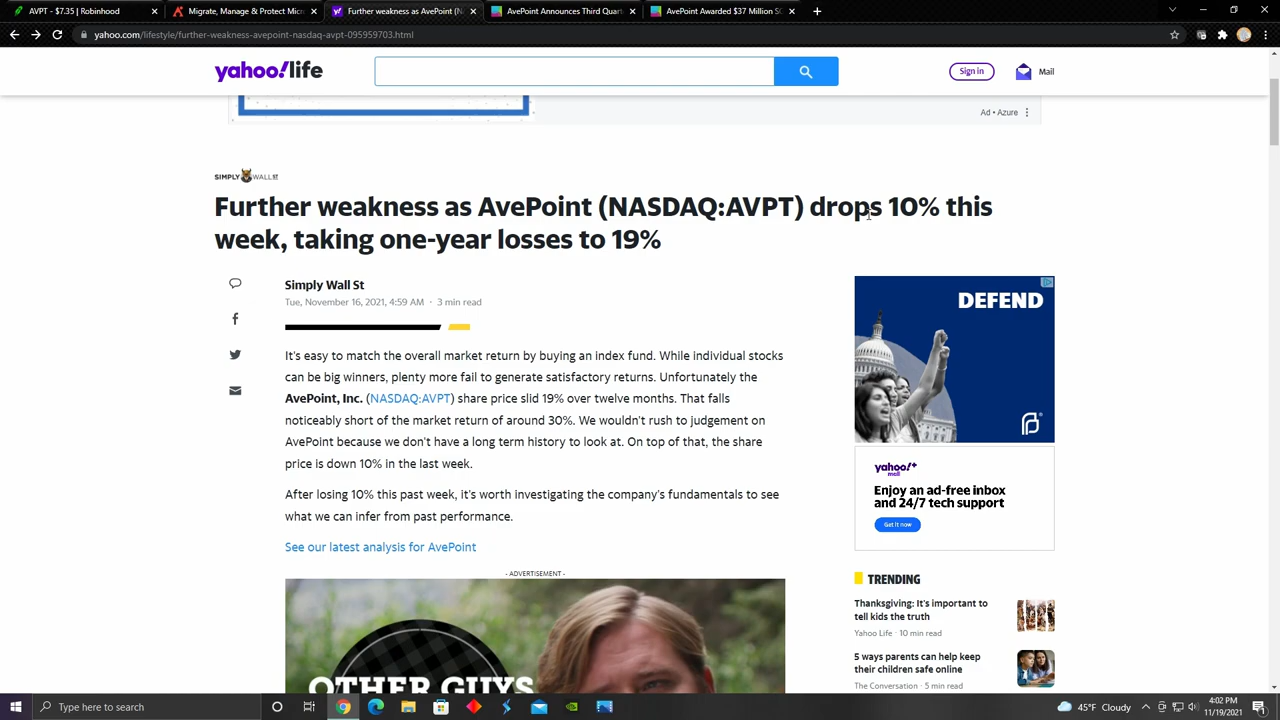 AVPT - $7.35 | Robinhood
Migrate, Manage & Protect Micr
Further Weakness as AvePoint (N
AvePoint Announces Third Quart
AvePoint Awarded $37 Million SO
yahoo.com/lifestyle/further-weakness-avepoint-nasdaq-avpt-095959703.html
yahoo!life
Sign in
Mail
Ad • Azure
SIMPLY WALL ST
Further weakness as AvePoint (NASDAQ:AVPT) drops 10% this
week, taking one-year losses to 19%
Simply Wall St
Tue, November 16, 2021, 4:59 AM · 3 min read
It's easy to match the overall market return by buying an index fund. While individual stocks
can be big winners, plenty more fail to generate satisfactory returns. Unfortunately the
AvePoint, Inc. (NASDAQ:AVPT) share price slid 19% over twelve months. That falls
noticeably short of the market return of around 30%. We wouldn't rush to judgement on
AvePoint because we don't have a long term history to look at. On top of that, the share
price is down 10% in the last week.
After losing 10% this past week, it's worth investigating the company's fundamentals to see
what we can infer from past performance.
See our latest analysis for AvePoint
- ADVERTISEMENT -
OTHER GUYS
DEFEND
yahoo!+
mail
Enjoy an ad-free inbox
and 24/7 tech support
Get it now
TRENDING
Thanksgiving: It's important to
tell kids the truth
Yahoo Life · 10 min read
5 ways parents can help keep
their children safe online
The Conversation · 5 min read
Type here to search
45°F Cloudy
4:02 PM
11/19/2021